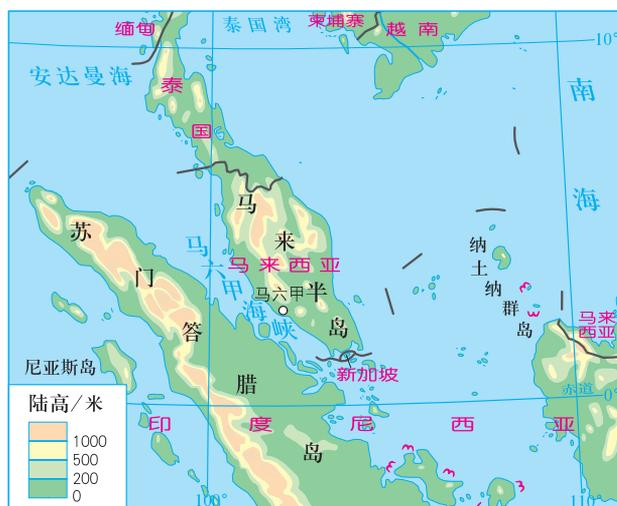 缅甸
泰国湾
柬埔寨
越南
10°
安达曼海
泰国
南海
苏门答腊岛
马来半岛
马来西亚
马六甲
马六甲海峡
纳土纳群岛
马来
西亚
尼亚斯岛
新加坡
赤道
0°
印度尼西亚
陆高/米
1000
500
200
0
100°
110°